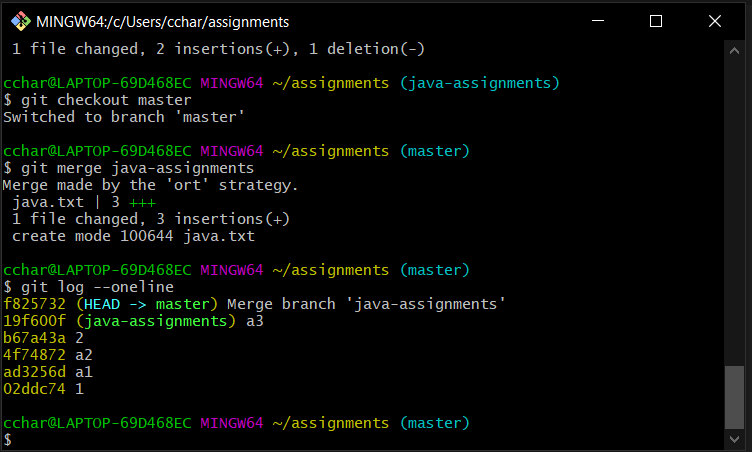 MINGW64:/c/Users/cchar/assignments
1 file changed, 2 insertions(+), 1 deletion(-)
cchar@LAPTOP-69D468EC MINGW64 ~/assignments (java-assignments)
$ git checkout master
Switched to branch 'master'
cchar@LAPTOP-69D468EC MINGW64 ~/assignments (master)
$ git merge java-assignments
Merge made by the 'ort' strategy.
java.txt | 3 +++
1 file changed, 3 insertions(+)
create mode 100644 java.txt
cchar@LAPTOP-69D468EC MINGW64 ~/assignments (master)
$ git log --oneline
f825732 (HEAD -> master) Merge branch 'java-assignments'
19f600f (java-assignments) a3
b67a43a 2
4f74872 a2
ad3256d a1
02ddc74 1
cchar@LAPTOP-69D468EC MINGW64 ~/assignments (master)
$